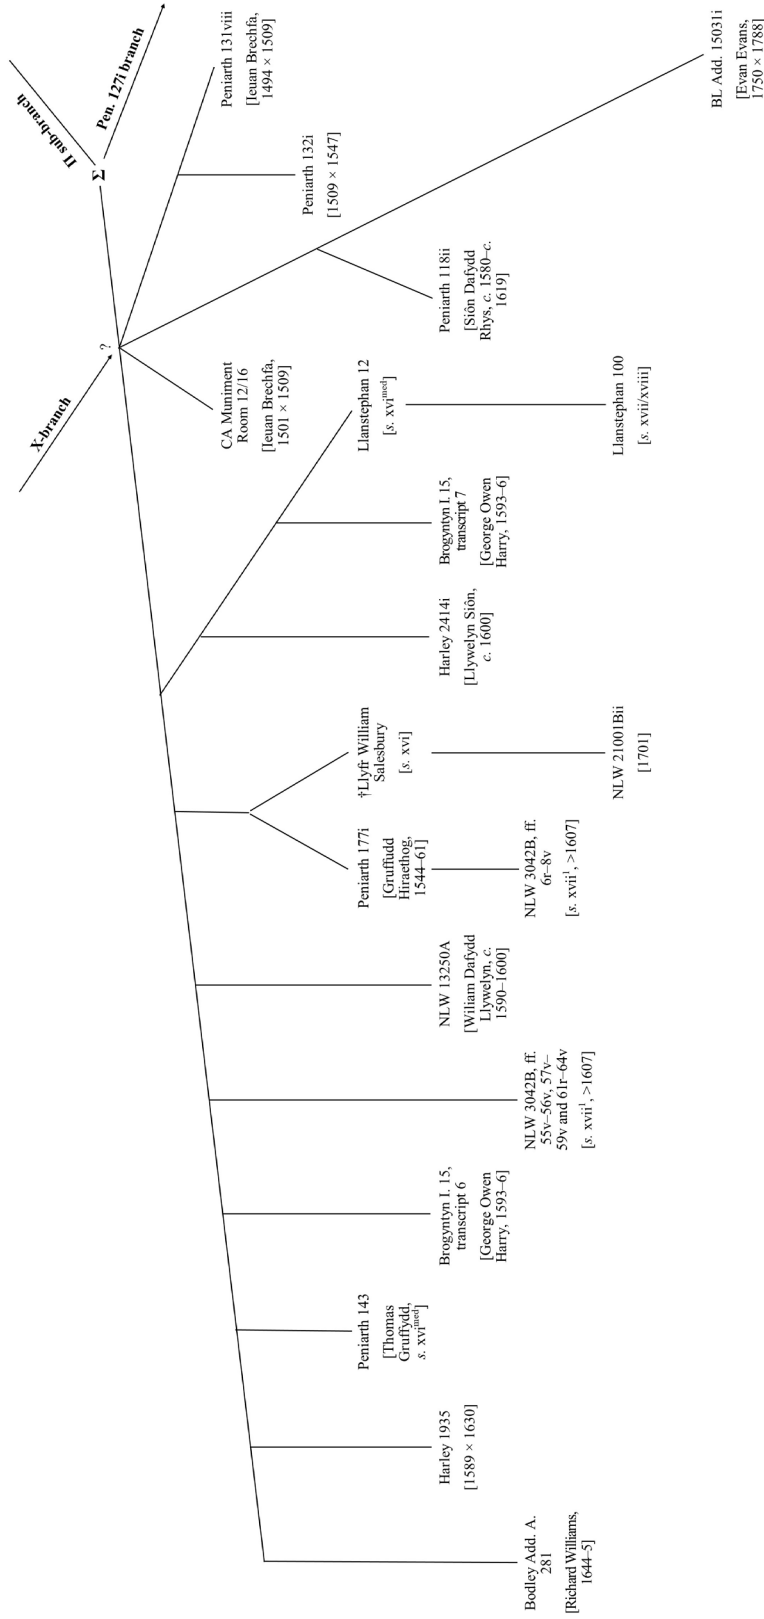 Π sub-branch
Σ
Pen. 127i branch
X-branch
?
Peniarth 131viii
[Ieuan Brechfa,
1494 × 1509]
Peniarth 132i
[1509 × 1547]
BL Add. 15031i
[Evan Evans,
1750 × 1788]
Peniarth 118ii
[Siôn Dafydd
Rhys, c. 1580–c.
1619]
CA Muniment
Room 12/16
[Ieuan Brechfa,
1501 × 1509]
Llanstephan 12
[s. xvi^med]
Llanstephan 100
[s. xvii/xviii]
Brogyntyn I. 15,
transcript 7
[George Owen
Harry, 1593–6]
Harley 2414i
[Llywelyn Siôn,
c. 1600]
†Llyfr William
Salesbury
[s. xvi]
NLW 21001Bii
[1701]
Peniarth 177i
[Gruffudd
Hiraethog,
1544–61]
NLW 3042B, ff.
6r–8v
[s. xvii¹, >1607]
NLW 13250A
[Wiliam Dafydd
Llywelyn, c.
1590–1600]
NLW 3042B, ff.
55v–56v, 57v–
59v and 61r–64v
[s. xvii¹, >1607]
Brogyntyn I. 15,
transcript 6
[George Owen
Harry, 1593–6]
Peniarth 143
[Thomas
Gruffydd,
s. xvi^med]
Harley 1935
[1589 × 1630]
Bodley Add. A.
281
[Richard Williams,
1644–5]